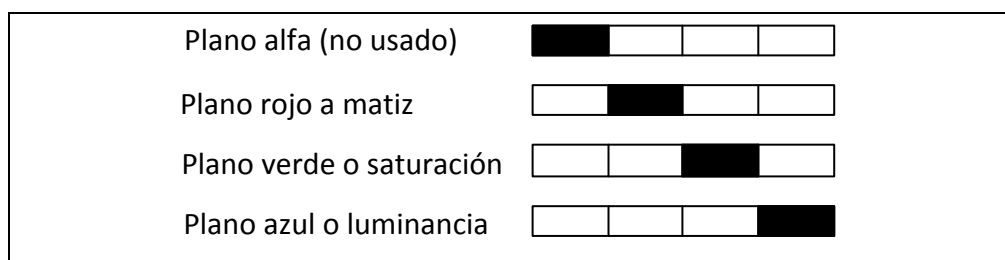 Plano alfa (no usado)
Plano rojo a matiz
Plano verde o saturación
Plano azul o luminancia